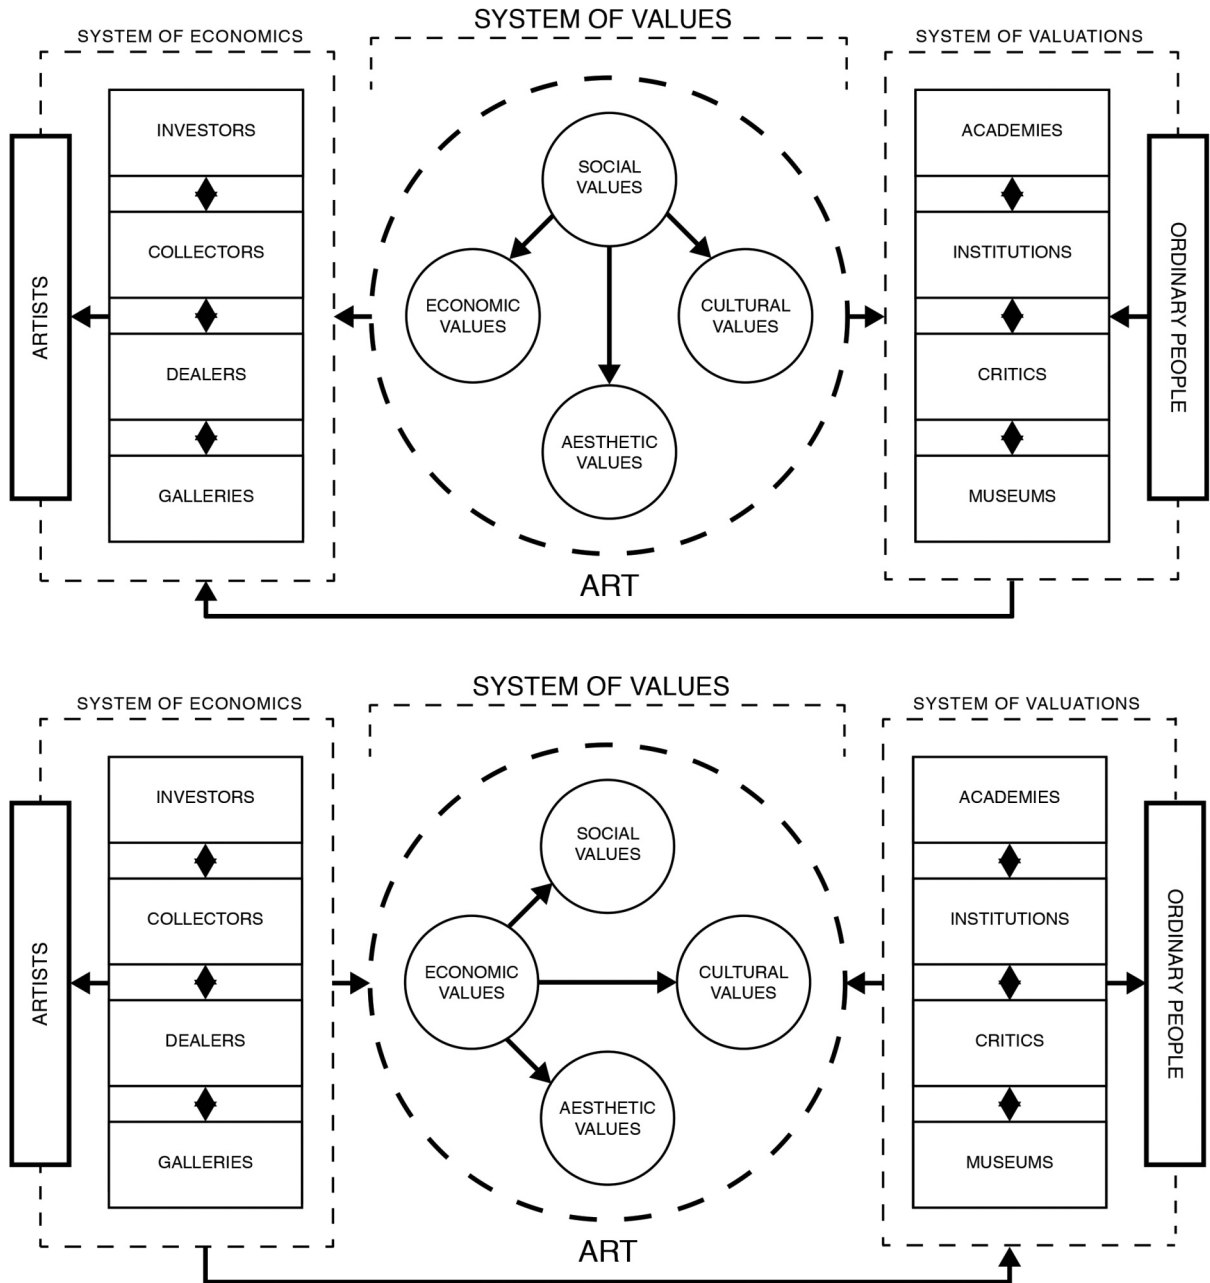 SYSTEM OF VALUES
SYSTEM OF ECONOMICS
SYSTEM OF VALUATIONS
INVESTORS
COLLECTORS
DEALERS
GALLERIES
ARTISTS
SOCIAL
VALUES
ECONOMIC
VALUES
CULTURAL
VALUES
AESTHETIC
VALUES
ART
ACADEMIES
INSTITUTIONS
CRITICS
MUSEUMS
ORDINARY PEOPLE
SYSTEM OF VALUES
SYSTEM OF ECONOMICS
SYSTEM OF VALUATIONS
INVESTORS
COLLECTORS
DEALERS
GALLERIES
ARTISTS
SOCIAL
VALUES
ECONOMIC
VALUES
CULTURAL
VALUES
AESTHETIC
VALUES
ART
ACADEMIES
INSTITUTIONS
CRITICS
MUSEUMS
ORDINARY PEOPLE